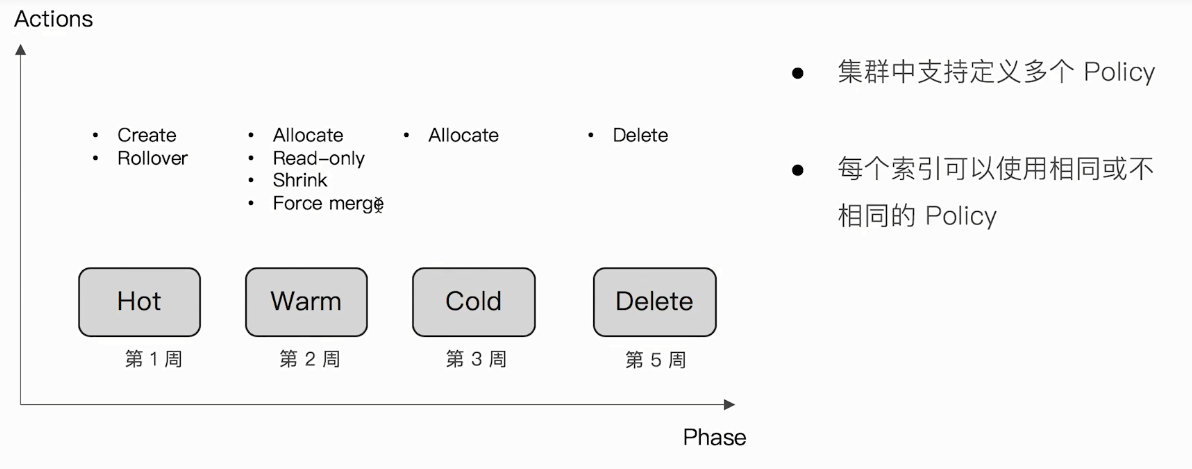 Actions
• Create
• Rollover
• Allocate
• Read-only
• Shrink
• Force merge
• Allocate
• Delete
Hot
Warm
Cold
Delete
第 1 周
第 2 周
第 3 周
第 5 周
Phase
• 集群中支持定义多个 Policy
• 每个索引可以使用相同或不
相同的 Policy